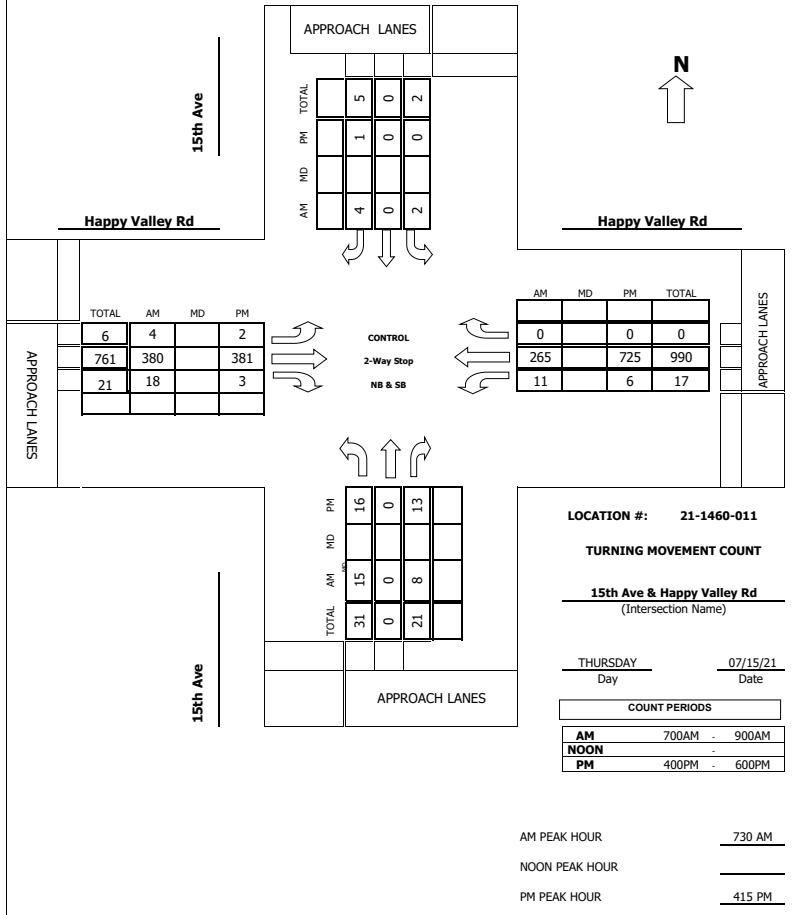 APPROACH LANES
N
15th Ave
TOTAL 5 0 2
PM 1 0 0
MD
AM 4 0 2
Happy Valley Rd
Happy Valley Rd
TOTAL AM MD PM
6 4 2
761 380 381
21 18 3
APPROACH LANES
CONTROL
2-Way Stop
NB & SB
AM MD PM TOTAL
0 0 0
265 725 990
11 6 17
APPROACH LANES
PM 16 0 13
MD
MD
AM 15 0 8
TOTAL 31 0 21
15th Ave
APPROACH LANES
LOCATION #: 21-1460-011
TURNING MOVEMENT COUNT
15th Ave & Happy Valley Rd
(Intersection Name)
THURSDAY 07/15/21
Day Date
COUNT PERIODS
AM 700AM - 900AM
NOON -
PM 400PM - 600PM
AM PEAK HOUR 730 AM
NOON PEAK HOUR
PM PEAK HOUR 415 PM